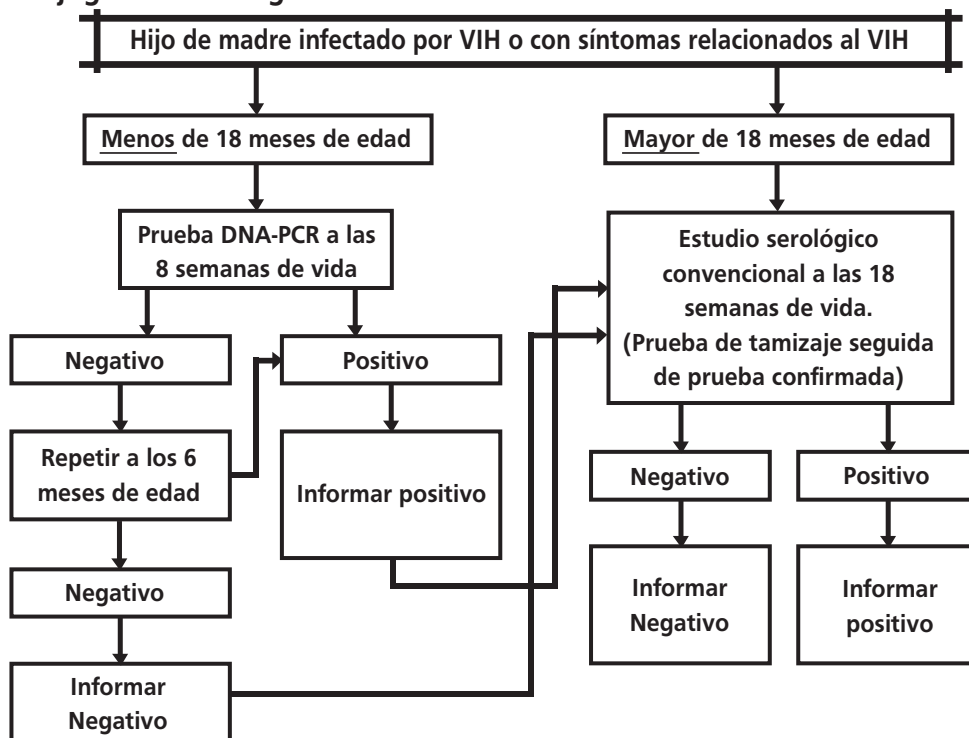 Hijo de madre infectado por VIH o con síntomas relacionados al VIH
Menos de 18 meses de edad
Mayor de 18 meses de edad
Prueba DNA-PCR a las
8 semanas de vida
Estudio serológico
convencional a las 18
semanas de vida.
(Prueba de tamizaje seguida
de prueba confirmada)
Negativo
Positivo
Repetir a los 6
meses de edad
Informar positivo
Negativo
Positivo
Negativo
Informar
Negativo
Informar
positivo
Informar
Negativo